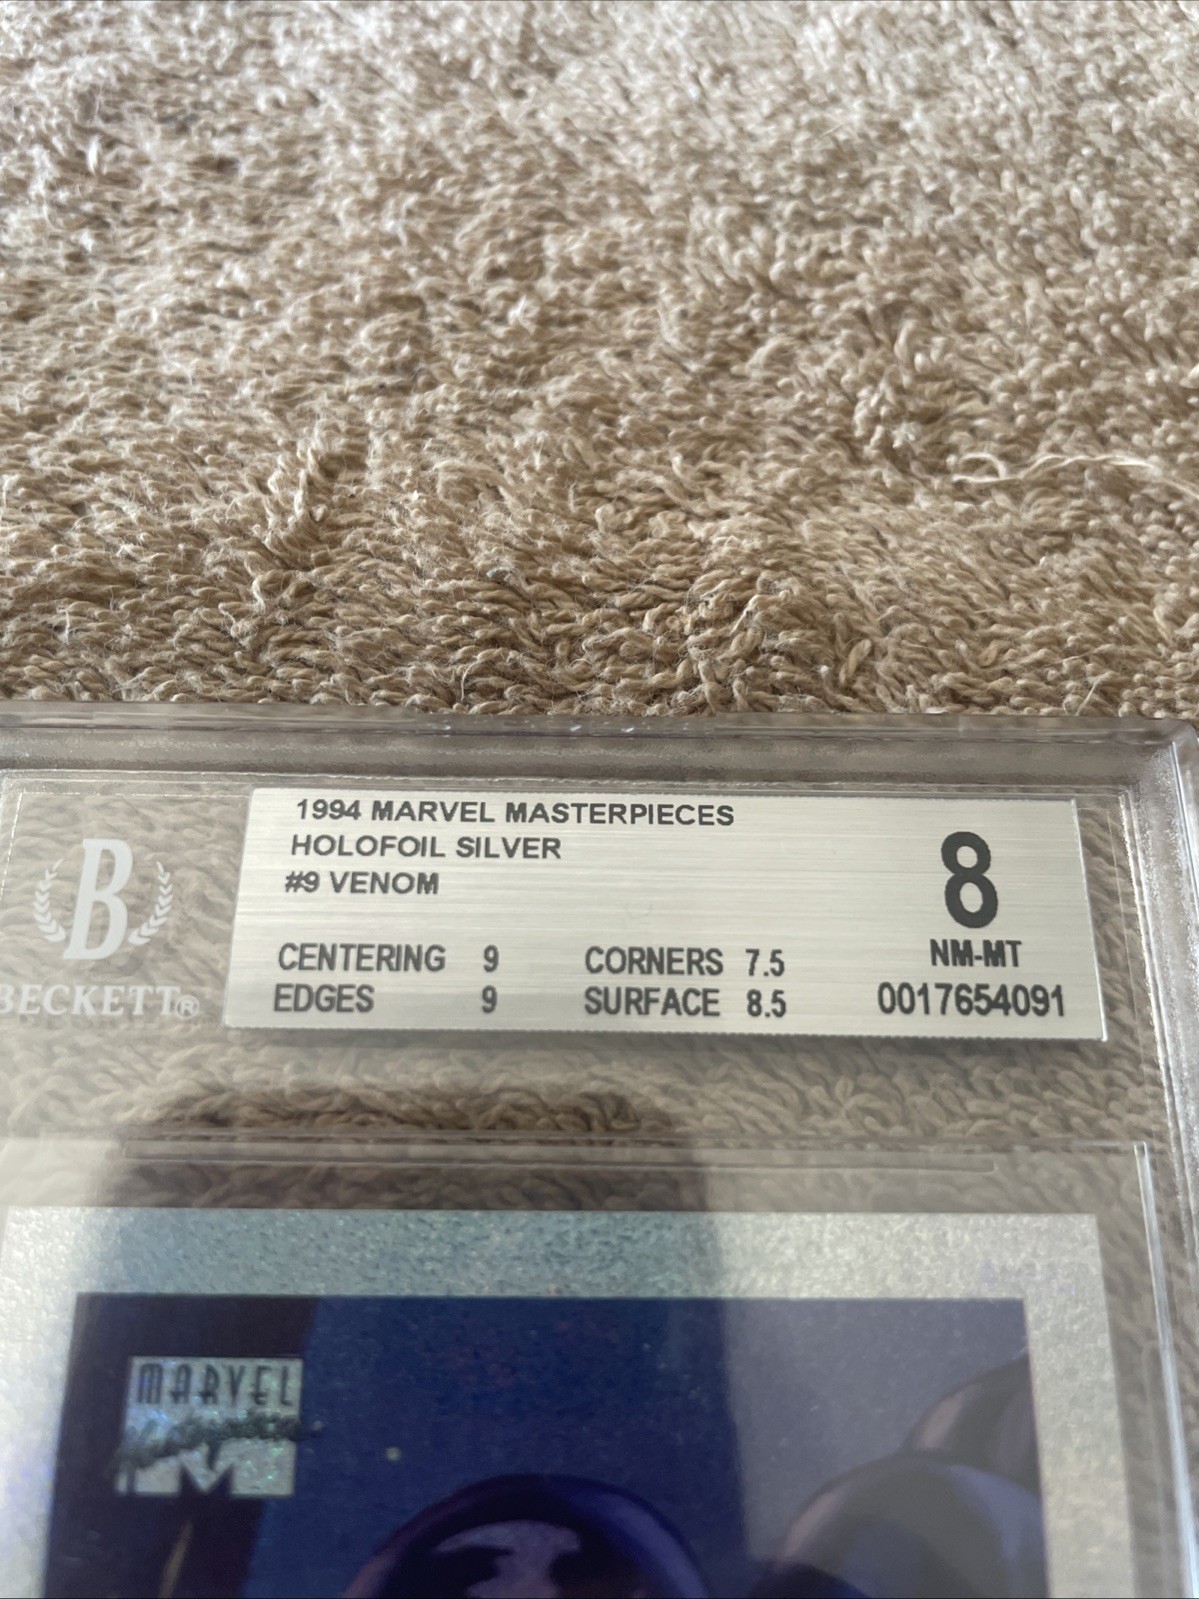 1994 MARVEL MASTERPIECES
HOLOFOIL SILVER
#9 VENOM
8
NM-MT
0017654091
CENTERING 9 CORNERS 7.5
EDGES 9 SURFACE 8.5
B
BECKETT®
MARVEL
M